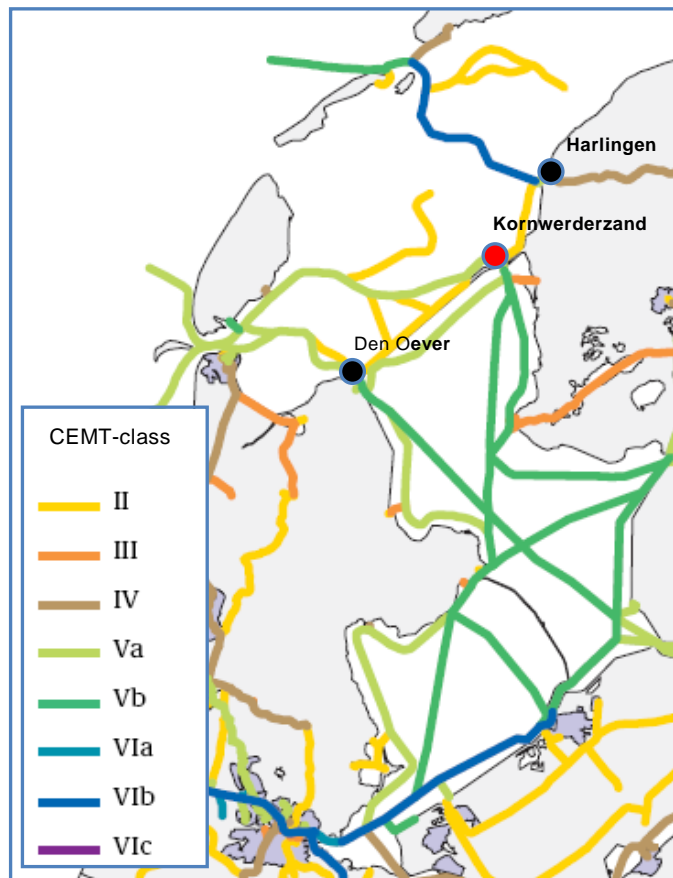 Harlingen
Kornwerderzand
Den Oever
CEMT-class
II
III
IV
Va
Vb
VIa
VIb
VIc